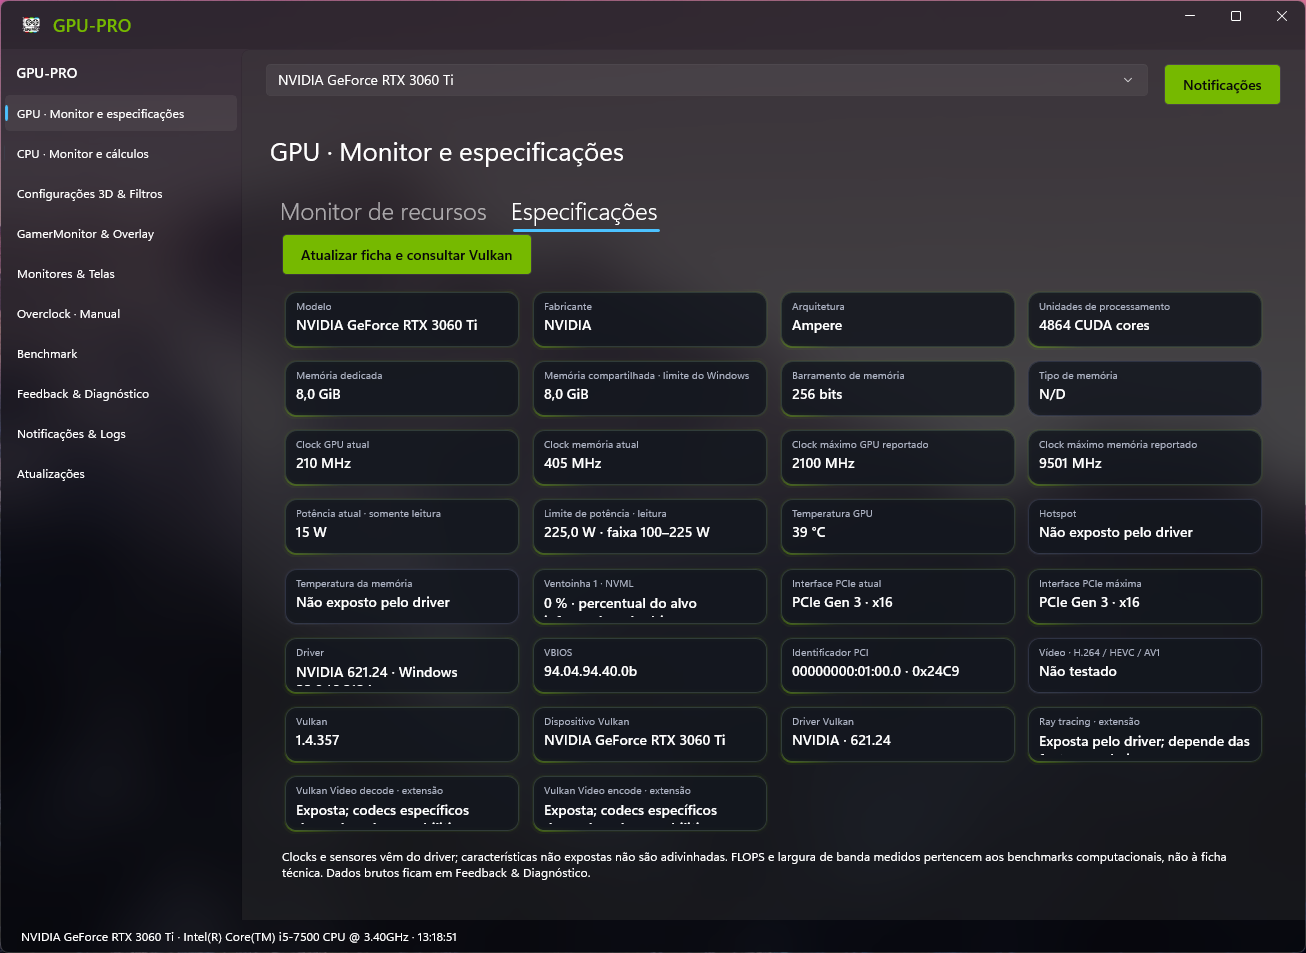 GPU-PRO
GPU-PRO
GPU · Monitor e especificações
CPU · Monitor e cálculos
Configurações 3D & Filtros
GamerMonitor & Overlay
Monitores & Telas
Overclock · Manual
Benchmark
Feedback & Diagnóstico
Notificações & Logs
Atualizações
NVIDIA GeForce RTX 3060 Ti
Notificações
GPU · Monitor e especificações
Monitor de recursos
Especificações
Atualizar ficha e consultar Vulkan
Modelo
NVIDIA GeForce RTX 3060 Ti
Fabricante
NVIDIA
Arquitetura
Ampere
Unidades de processamento
4864 CUDA cores
Memória dedicada
8,0 GiB
Memória compartilhada · limite do Windows
8,0 GiB
Barramento de memória
256 bits
Tipo de memória
N/D
Clock GPU atual
210 MHz
Clock memória atual
405 MHz
Clock máximo GPU reportado
2100 MHz
Clock máximo memória reportado
9501 MHz
Potência atual · somente leitura
15 W
Limite de potência · leitura
225,0 W · faixa 100–225 W
Temperatura GPU
39 °C
Hotspot
Não exposto pelo driver
Temperatura da memória
Não exposto pelo driver
Ventoinha 1 · NVML
0 % · percentual do alvo
Interface PCIe atual
PCIe Gen 3 · x16
Interface PCIe máxima
PCIe Gen 3 · x16
Driver
NVIDIA 621.24 · Windows
VBIOS
94.04.94.40.0b
Identificador PCI
00000000:01:00.0 · 0x24C9
Vídeo · H.264 / HEVC / AV1
Não testado
Vulkan
1.4.357
Dispositivo Vulkan
NVIDIA GeForce RTX 3060 Ti
Driver Vulkan
NVIDIA · 621.24
Ray tracing · extensão
Exposta pelo driver; depende das
Vulkan Video decode · extensão
Exposta; codecs específicos
Vulkan Video encode · extensão
Exposta; codecs específicos
Clocks e sensores vêm do driver; características não expostas não são adivinhadas. FLOPS e largura de banda medidos pertencem aos benchmarks computacionais, não à ficha
técnica. Dados brutos ficam em Feedback & Diagnóstico.
NVIDIA GeForce RTX 3060 Ti · Intel(R) Core(TM) i5-7500 CPU @ 3.40GHz · 13:18:51